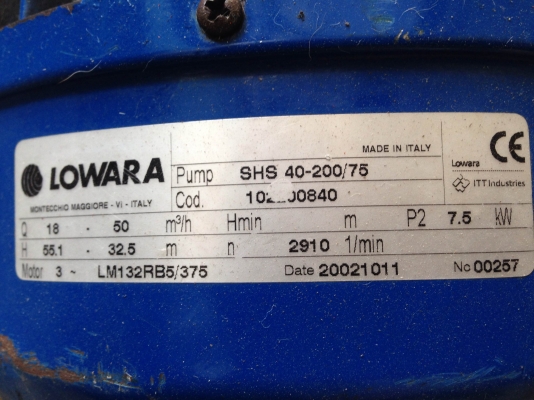 MADE IN ITALY
CE
LOWARA
Pump SHS 40-200/75
Lowara
ITT Industries
MONTECCHIO MAGGIORE - VI - ITALY
Cod.
Q 18 - 50 m³/h Hmin m P2 7.5 kW
H 55.1 - 32.5 m n 2910 1/min
Motor 3 ~ LM132RB5/375 Date 20021011 No 00257